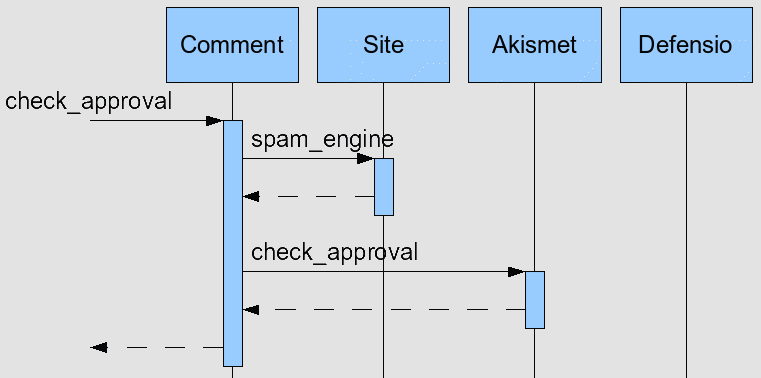 Comment
Site
Akismet
Defensio
check_approval
spam_engine
check_approval